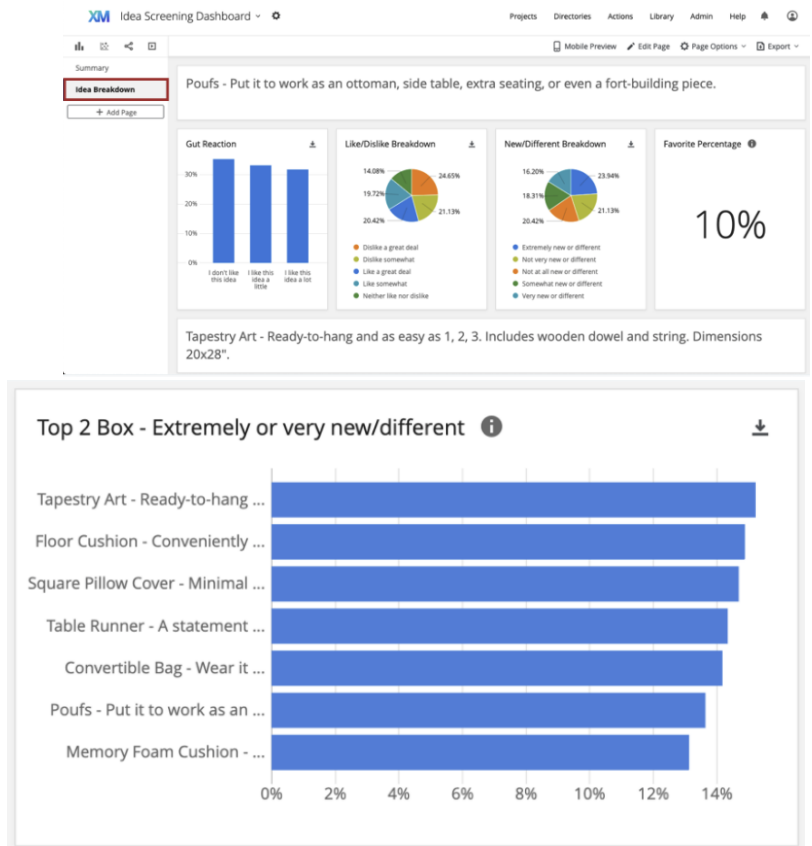 XM Idea Screening Dashboard
Projects Directories Actions Library Admin Help
Mobile Preview Edit Page Page Options Export
Summary
Idea Breakdown
+ Add Page
Poufs - Put it to work as an ottoman, side table, extra seating, or even a fort-building piece.
Gut Reaction
30%
20%
10%
0%
I don't like this idea
I like this idea a little
I like this idea a lot
Like/Dislike Breakdown
14.08%
24.65%
19.72%
21.13%
20.42%
Dislike a great deal
Dislike somewhat
Like a great deal
Like somewhat
Neither like nor dislike
New/Different Breakdown
16.20%
23.94%
18.31%
21.13%
20.42%
Extremely new or different
Not very new or different
Not at all new or different
Somewhat new or different
Very new or different
Favorite Percentage
10%
Tapestry Art - Ready-to-hang and as easy as 1, 2, 3. Includes wooden dowel and string. Dimensions
20x28".
Top 2 Box - Extremely or very new/different
Tapestry Art - Ready-to-hang ...
Floor Cushion - Conveniently ...
Square Pillow Cover - Minimal ...
Table Runner - A statement ...
Convertible Bag - Wear it ...
Poufs - Put it to work as an ...
Memory Foam Cushion - ...
0% 2% 4% 6% 8% 10% 12% 14%